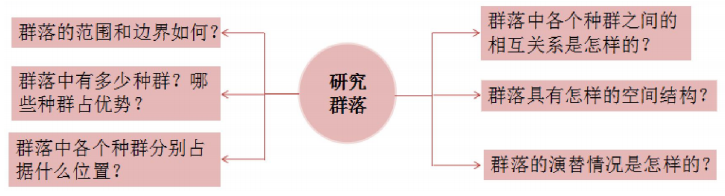 群落的范围和边界如何？
群落中有多少种群？哪
些种群占优势？
群落中各个种群分别占
据什么位置？
研究
群落
群落中各个种群之间的
相互关系是怎样的？
群落具有怎样的空间结构？
群落的演替情况是怎样的？